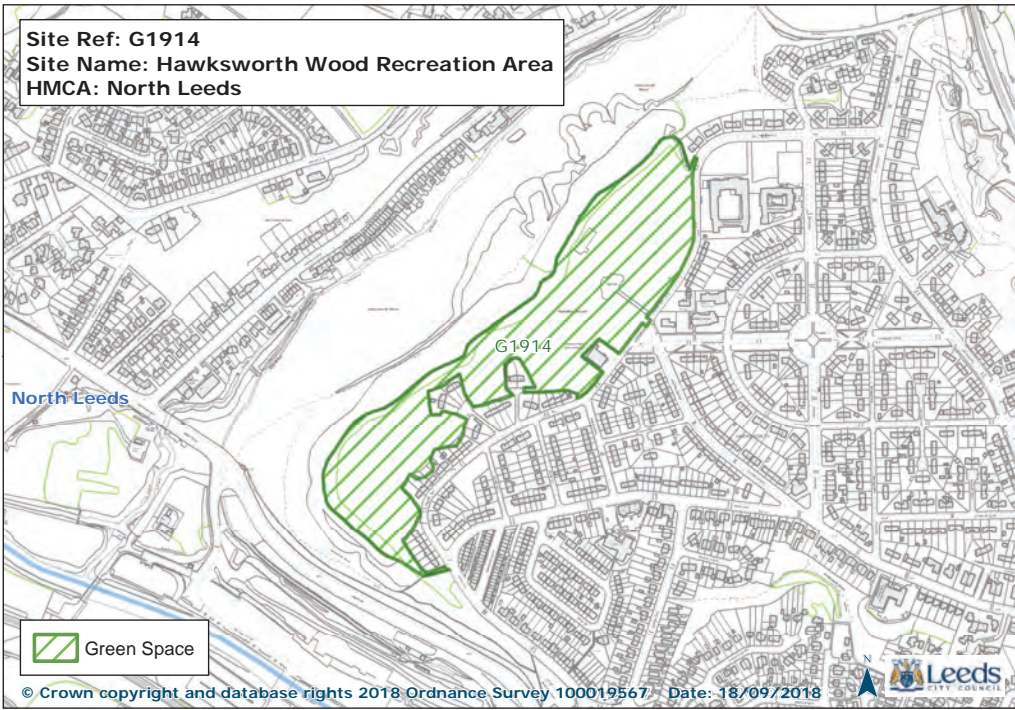 Site Ref: G1914
Site Name: Hawksworth Wood Recreation Area
HMCA: North Leeds
G1914
North Leeds
Green Space
© Crown copyright and database rights 2018 Ordnance Survey 100019567 Date: 18/09/2018
N
Leeds
CITY COUNCIL